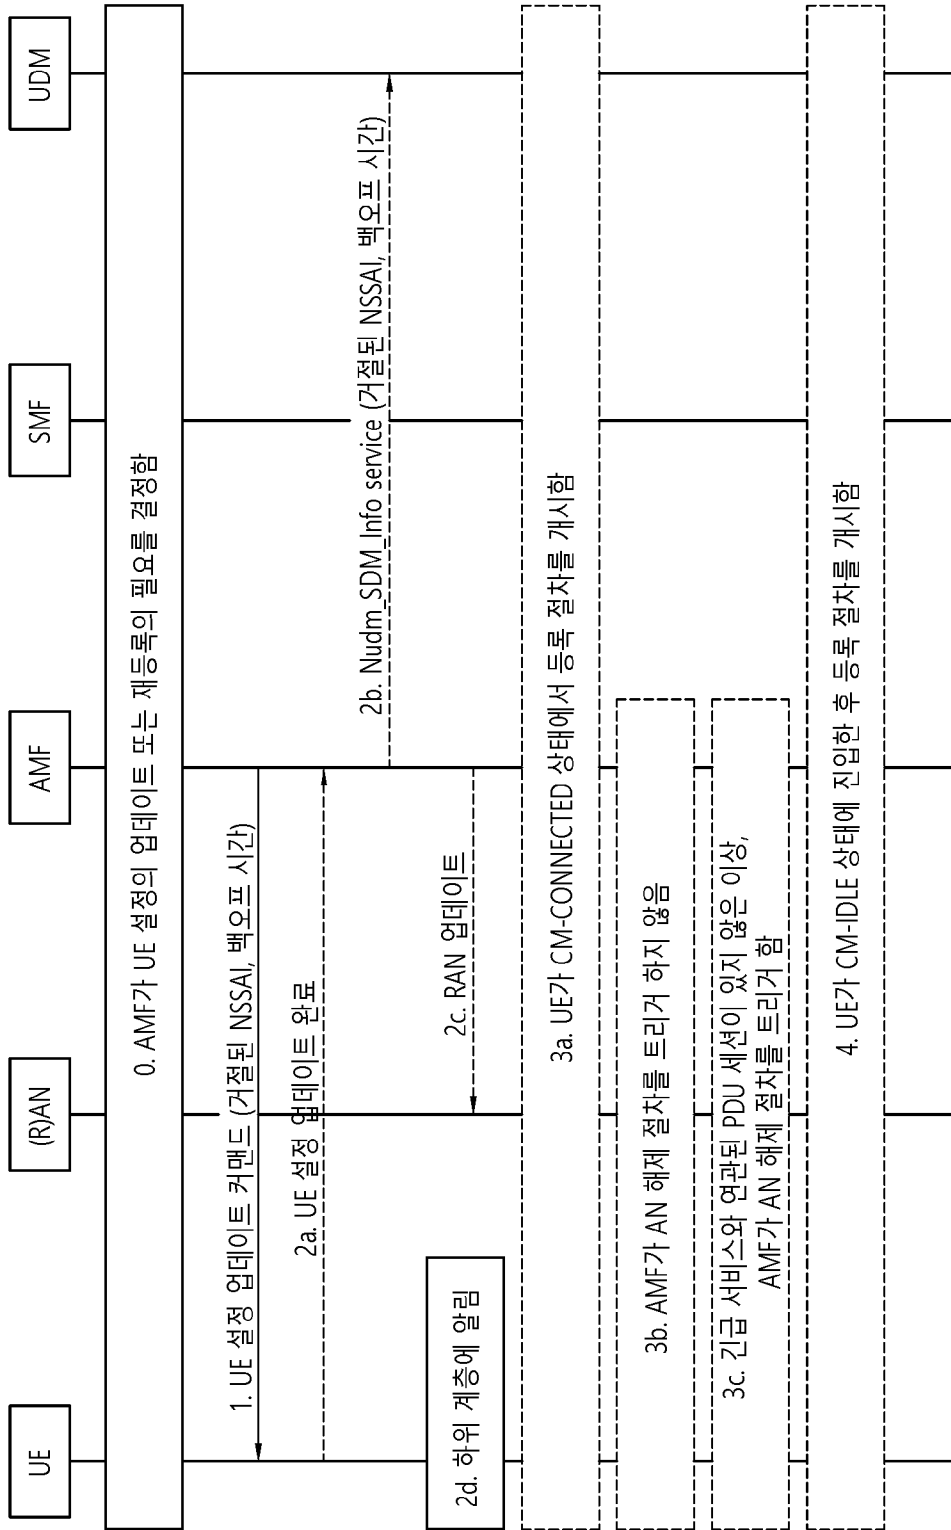 UE
(R)AN
AMF
SMF
UDM
0. AMF가 UE 설정의 업데이트 또는 재등록의 필요를 결정함
1. UE 설정 업데이트 커맨드 (거절된 NSSAI, 백오프 시간)
2a. UE 설정 업데이트 완료
2b. Nudm_SDM_Info service (거절된 NSSAI, 백오프 시간)
2c. RAN 업데이트
2d. 하위 계층에 알림
3a. UE가 CM-CONNECTED 상태에서 등록 절차를 개시함
3b. AMF가 AN 해제 절차를 트리거 하지 않음
3c. 긴급 서비스와 연관된 PDU 세션이 있지 않은 이상,
AMF가 AN 해제 절차를 트리거 함
4. UE가 CM-IDLE 상태에 진입한 후 등록 절차를 개시함